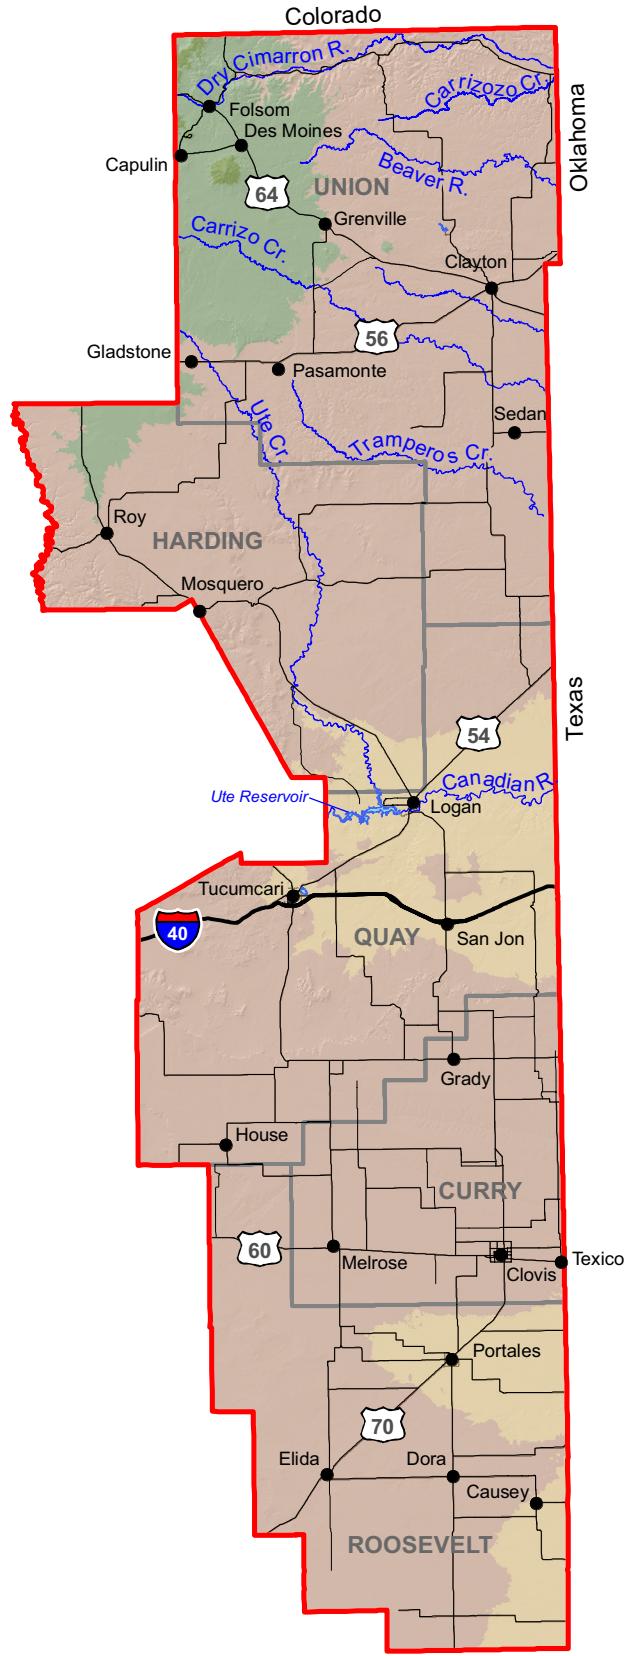 Colorado
Dry Cimarron R.
Carrizozo Cr.
Oklahoma
Folsom
Des Moines
Capulin
Beaver R.
64
UNION
Grenville
Carrizo Cr.
Clayton
56
Gladstone
Pasamonte
Ute Cr.
Sedan
Tramperos Cr.
Roy
HARDING
Mosquero
Texas
54
Canadian R.
Ute Reservoir
Logan
Tucumcari
40
QUAY
San Jon
Grady
House
CURRY
60
Melrose
Texico
Clovis
Portales
70
Elida
Dora
Causey
ROOSEVELT